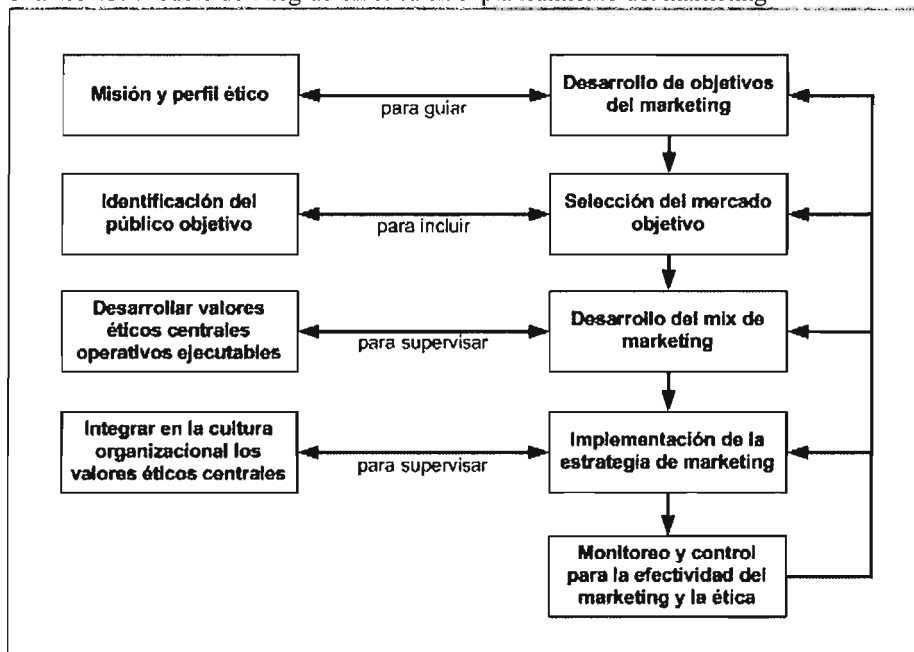 Misión y perfil ético
para guiar
Desarrollo de objetivos
del marketing
Identificación del
público objetivo
para incluir
Selección del mercado
objetivo
Desarrollar valores
éticos centrales
operativos ejecutables
para supervisar
Desarrollo del mix de
marketing
Integrar en la cultura
organizacional los
valores éticos centrales
para supervisar
Implementación de la
estrategia de marketing
Monitoreo y control
para la efectividad del
marketing y la ética